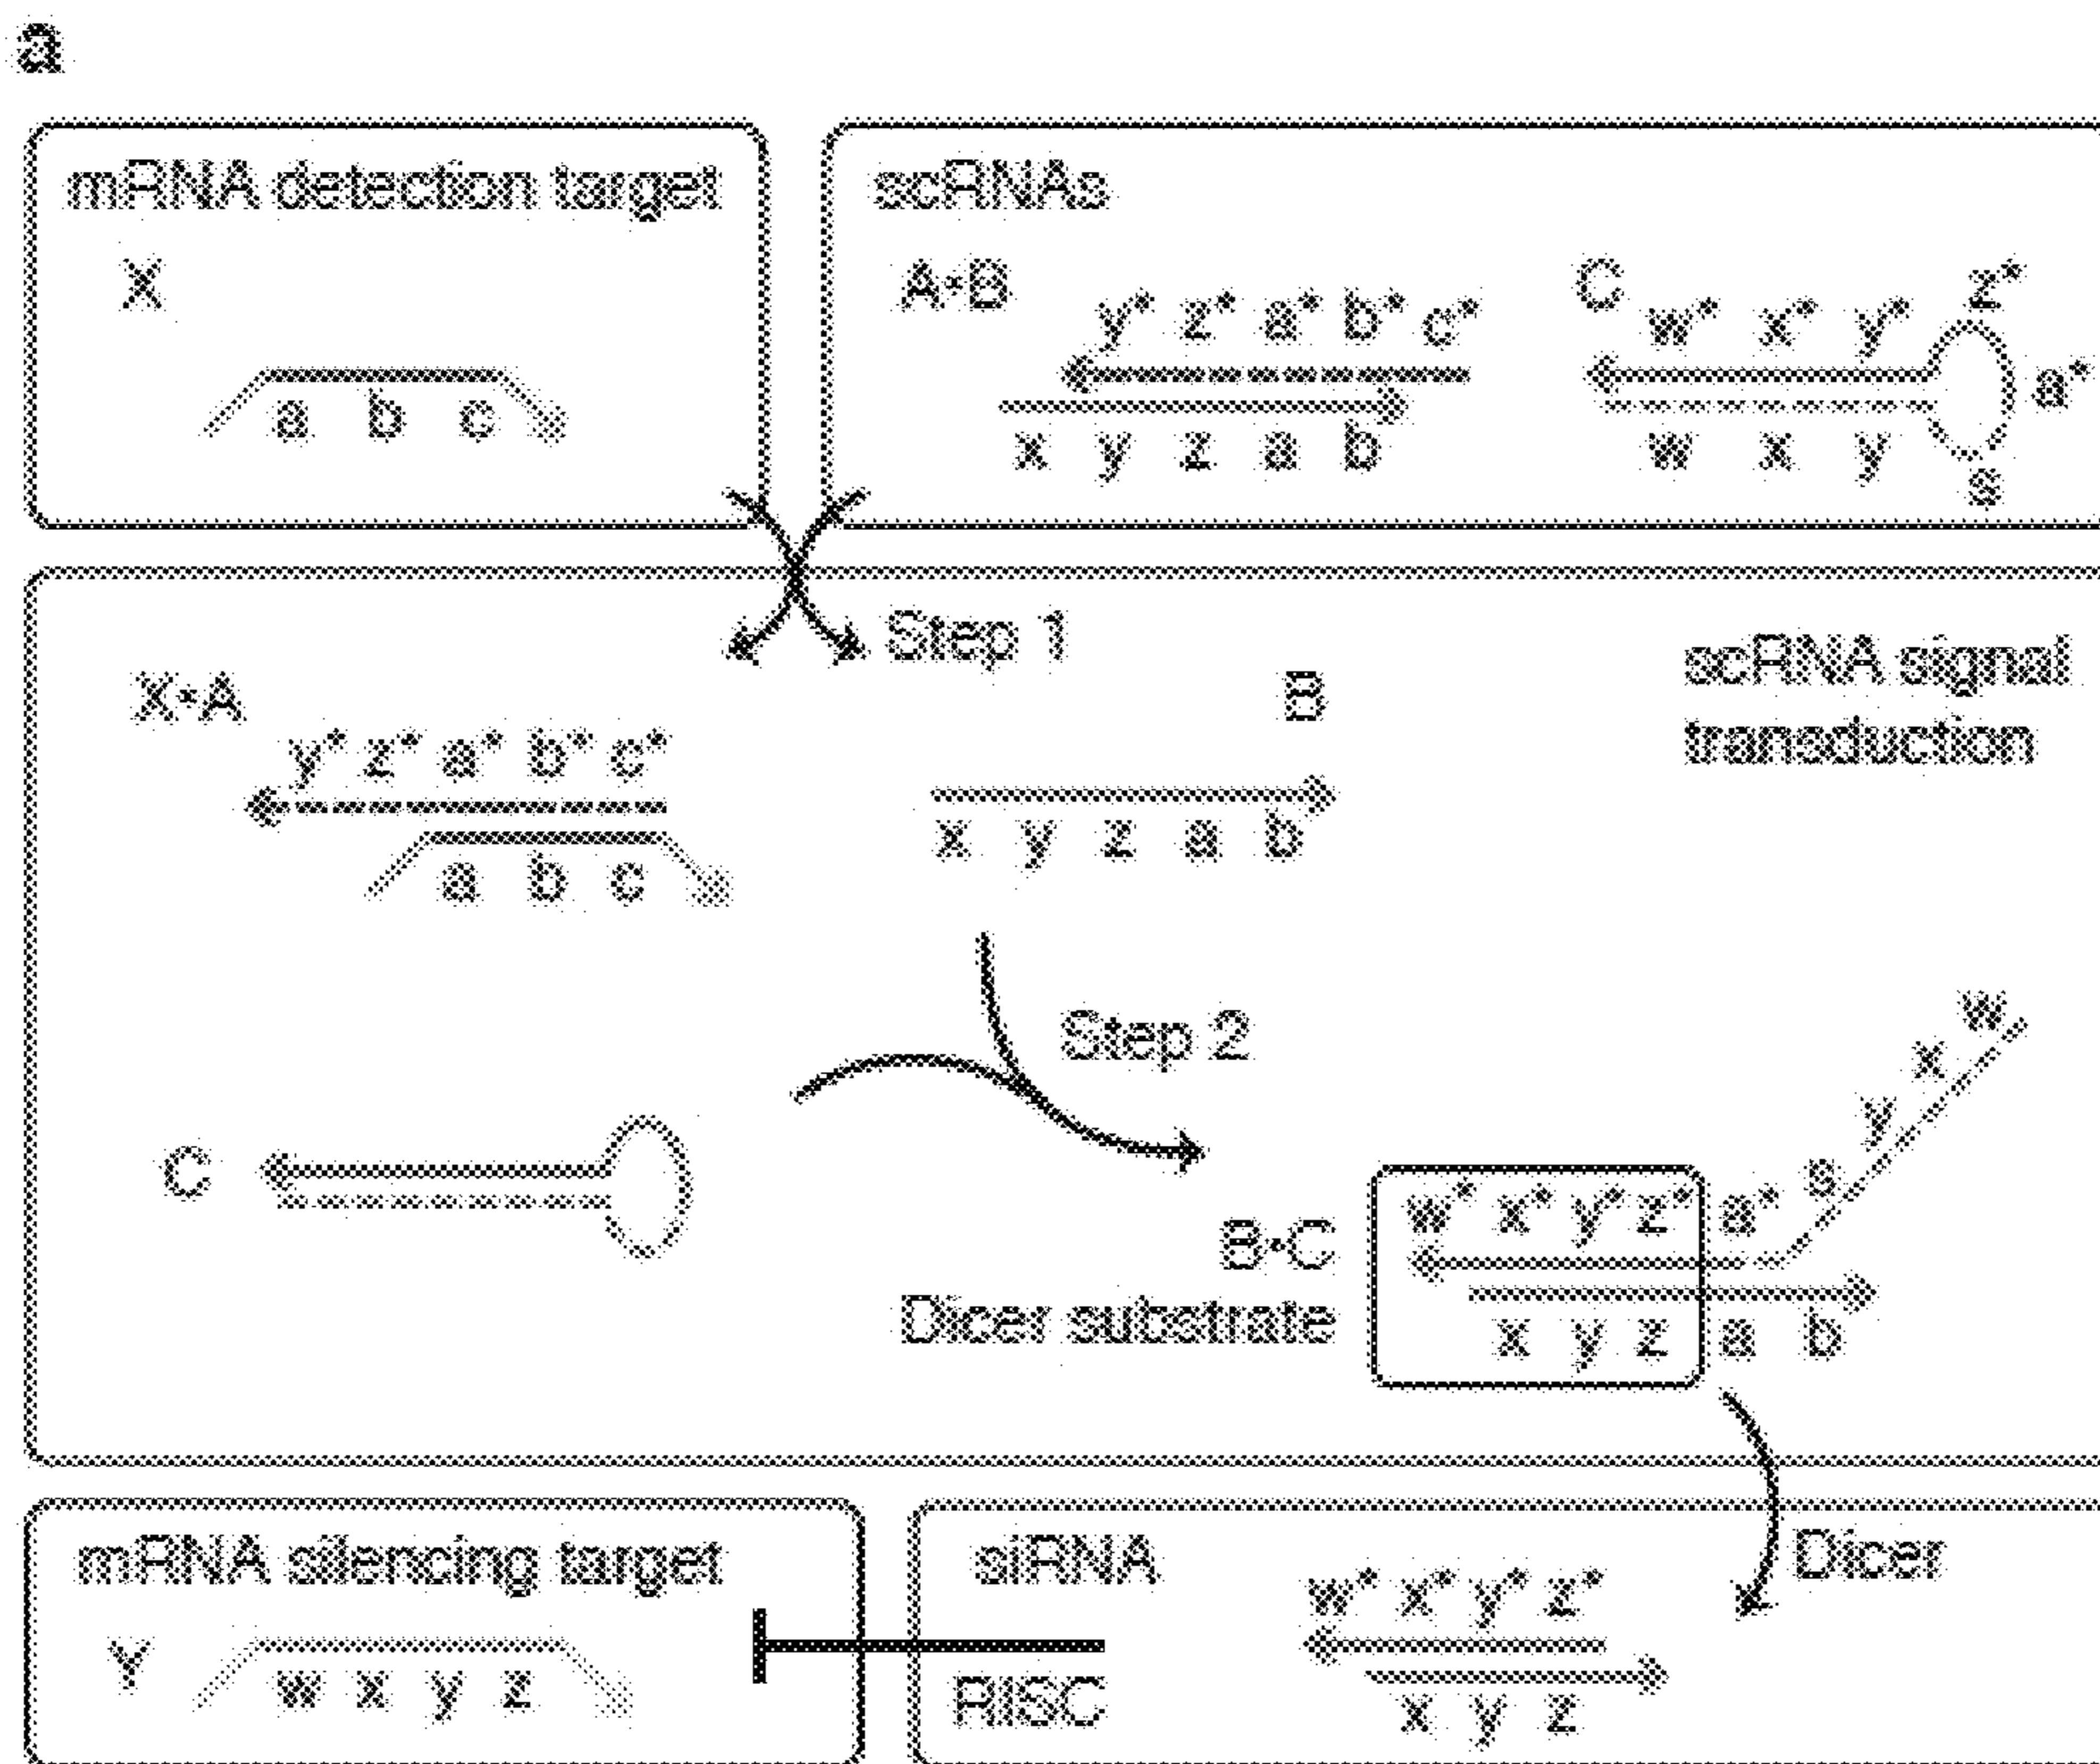 a
mRNA detection target
X
a b c
scRNAs
A•B
y* z* a* b* c*
x y z a b
C
w* x* y* z*
a*
w x y
s
Step 1
scRNA signal
transduction
X•A
y* z* a* b* c*
a b c
B
x y z a b
Step 2
C
w
x
y
s
B•C
Dicer substrate
w* x* y* z* a*
x y z a b
Dicer
mRNA silencing target
Y
w x y z
siRNA
RISC
w* x* y* z*
x y z